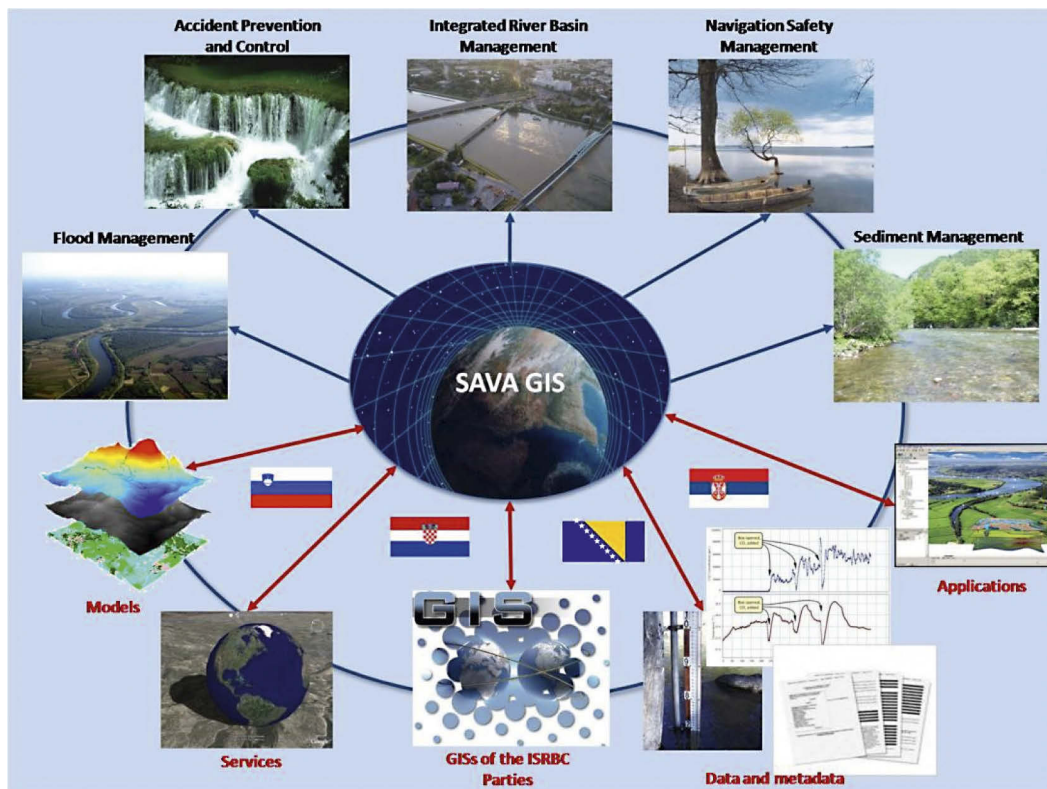 Accident Prevention
and Control
Integrated River Basin
Management
Navigation Safety
Management
Flood Management
Sediment Management
SAVA GIS
Models
Services
GIS
GISs of the ISRBC
Parties
Data and metadata
Applications